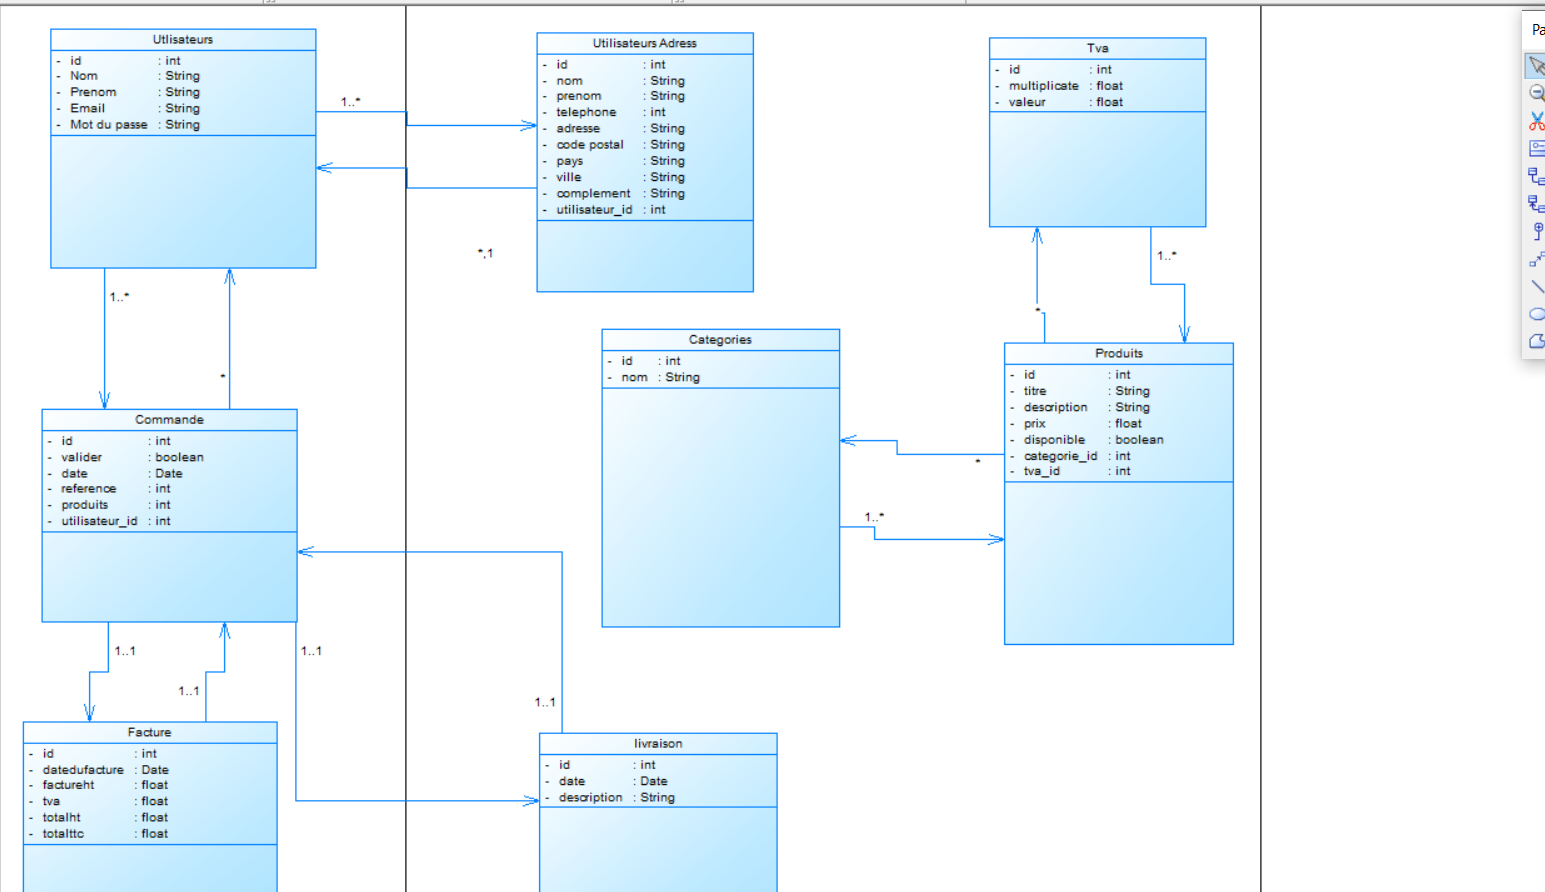 Utlisateurs
- id : int
- Nom : String
- Prenom : String
- Email : String
- Mot du passe : String
1..*
Utilisateurs Adress
- id : int
- nom : String
- prenom : String
- telephone : int
- adresse : String
- code postal : String
- pays : String
- ville : String
- complement : String
- utilisateur_id : int
*.1
Tva
- id : int
- multiplicate : float
- valeur : float
1..*
*
1..*
*
Categories
- id : int
- nom : String
Produits
- id : int
- titre : String
- description : String
- prix : float
- disponible : boolean
- categorie_id : int
- tva_id : int
*
1..*
Commande
- id : int
- valider : boolean
- date : Date
- reference : int
- produits : int
- utilisateur_id : int
1..1
1..1
1..1
1..1
Facture
- id : int
- datedufacture : Date
- factureht : float
- tva : float
- totalht : float
- totalttc : float
livraison
- id : int
- date : Date
- description : String
Pa